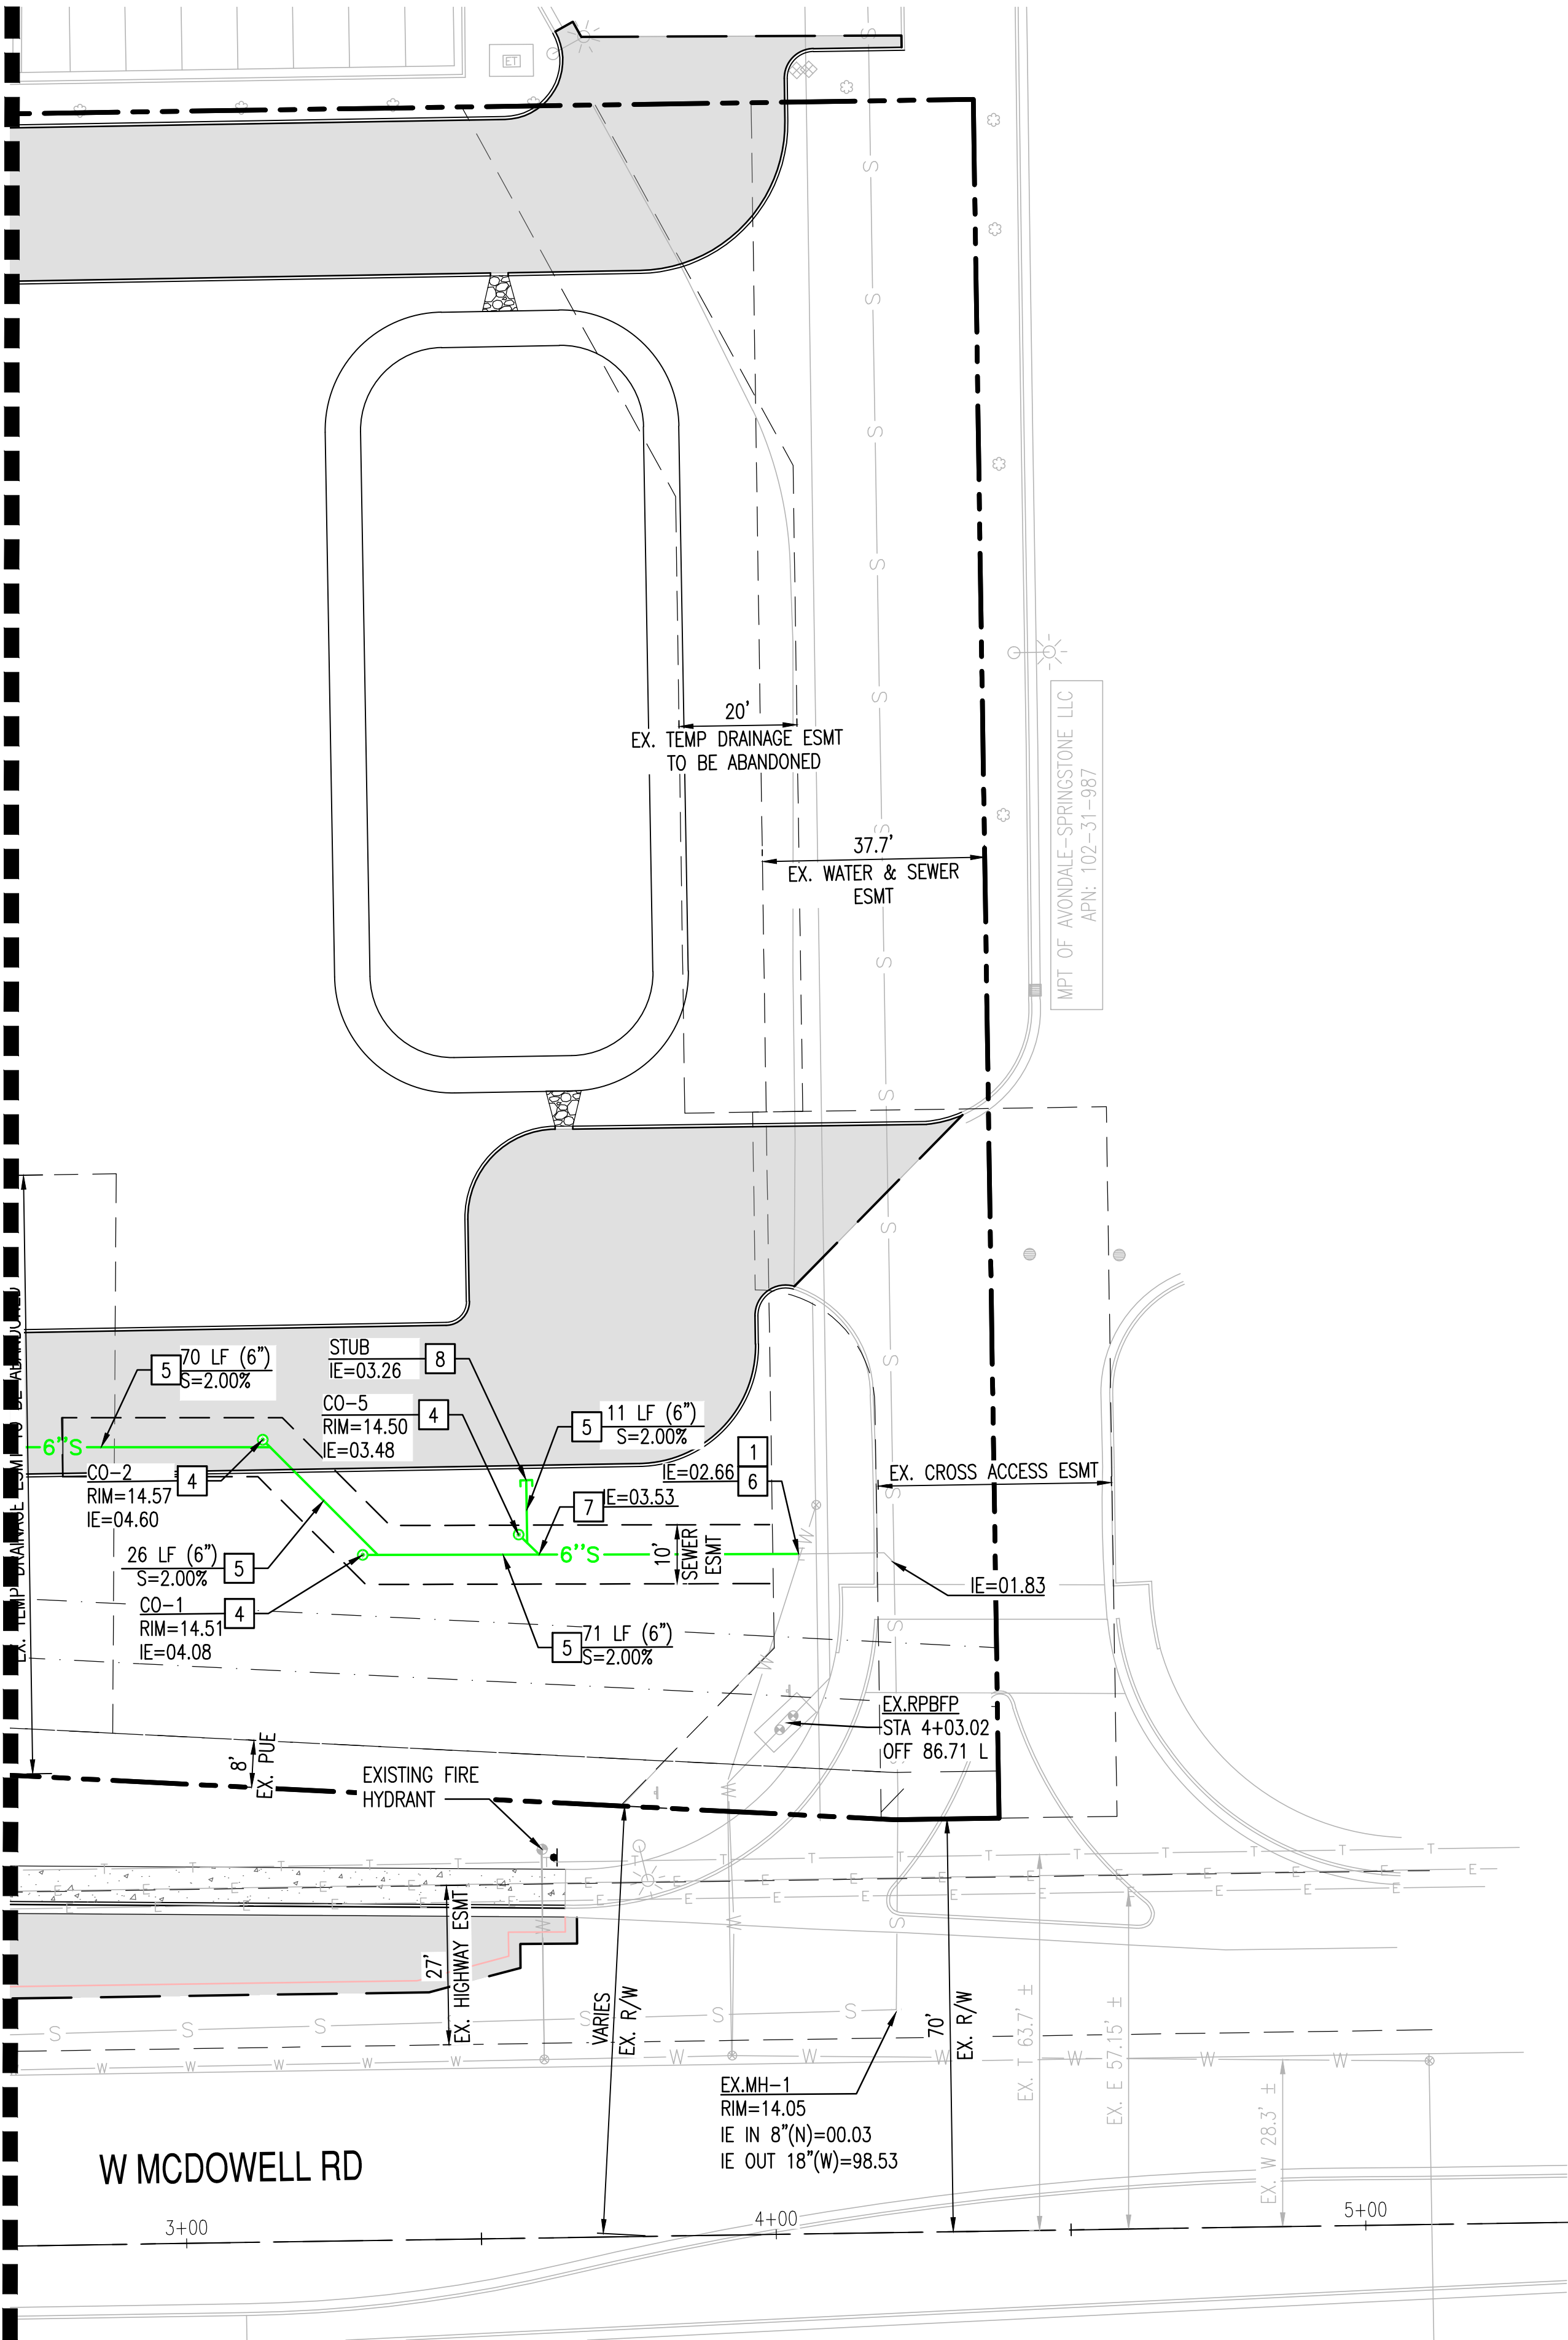 ET
20'
EX. TEMP DRAINAGE ESMT
TO BE ABANDONED
37.7'
EX. WATER & SEWER
ESMT
MPT OF AVONDALE-SPRINGSTONE LLC
APN: 102-31-987
EX. TEMP DRAINAGE ESMT TO BE ABANDONED
5
70 LF (6")
S=2.00%
STUB
IE=03.26
8
CO-5
RIM=14.50
IE=03.48
4
5
11 LF (6")
S=2.00%
1
IE=02.66
6
6"S
CO-2
RIM=14.57
IE=04.60
4
7
IE=03.53
EX. CROSS ACCESS ESMT
26 LF (6")
S=2.00%
5
6"S
10'
SEWER
ESMT
IE=01.83
CO-1
RIM=14.51
IE=04.08
4
5
71 LF (6")
S=2.00%
EX.RPBFP
STA 4+03.02
OFF 86.71 L
8'
EX. PUE
EXISTING FIRE
HYDRANT
27'
EX. HIGHWAY ESMT
VARIES
EX. R/W
70'
EX. R/W
EX. T 63.7' ±
EX. E 57.15' ±
EX. W 28.3' ±
EX.MH-1
RIM=14.05
IE IN 8"(N)=00.03
IE OUT 18"(W)=98.53
W MCDOWELL RD
3+00
4+00
5+00